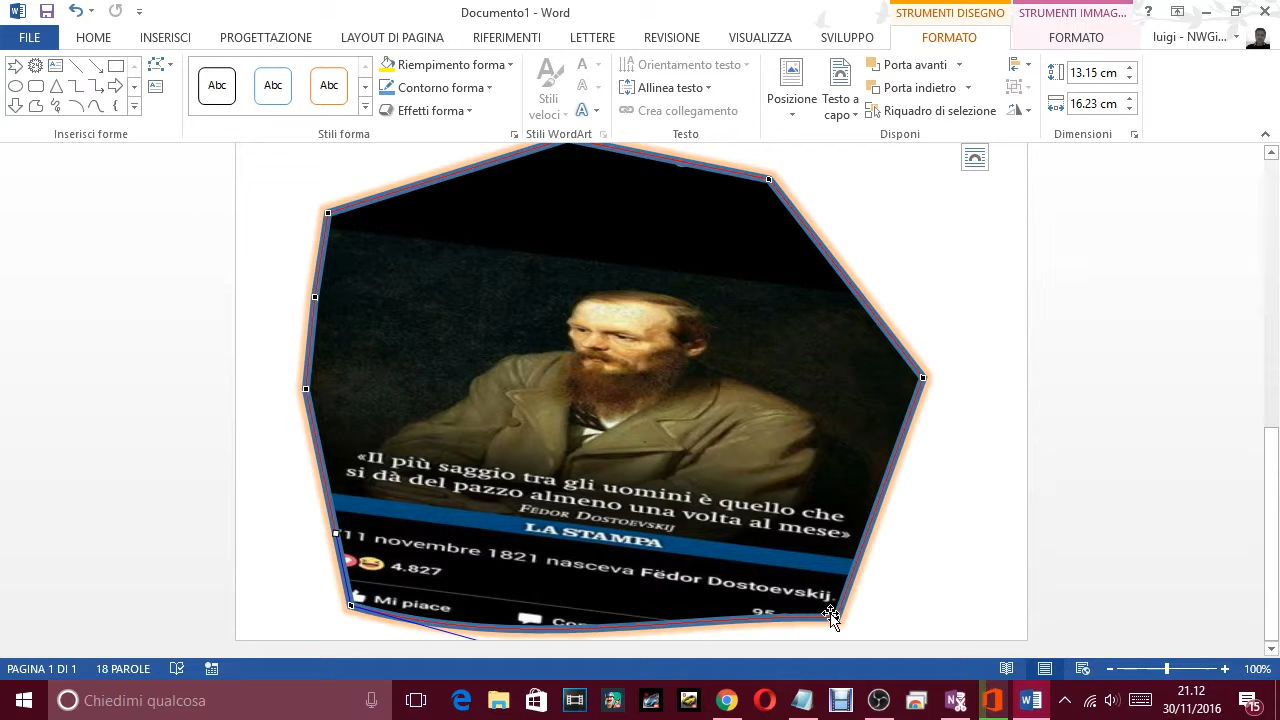 Documento1 - Word
STRUMENTI DISEGNO
STRUMENTI IMMAG...
FILE
HOME
INSERISCI
PROGETTAZIONE
LAYOUT DI PAGINA
RIFERIMENTI
LETTERE
REVISIONE
VISUALIZZA
SVILUPPO
FORMATO
FORMATO
luigi - NWGi...
Abc
Abc
Abc
Riempimento forma
Contorno forma
Effetti forma
Stili veloci
Orientamento testo
Allinea testo
Crea collegamento
Posizione
Testo a capo
Porta avanti
Porta indietro
Riquadro di selezione
13.15 cm
16.23 cm
Inserisci forme
Stili forma
Stili WordArt
Testo
Disponi
Dimensioni
«Il più saggio tra gli uomini è quello che
si dà del pazzo almeno una volta al mese»
FEDOR DOSTOEVSKIJ
LA STAMPA
11 novembre 1821 nasceva Fëdor Dostoevskij.
4.827
95
Mi piace
PAGINA 1 DI 1
18 PAROLE
100%
Chiedimi qualcosa
21.12
30/11/2016
15